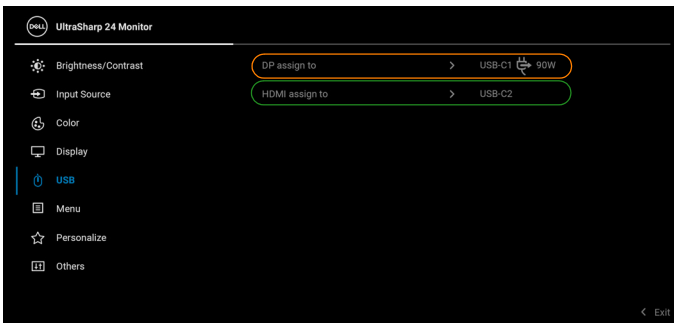 DELL UltraSharp 24 Monitor
Brightness/Contrast
DP assign to > USB-C1 90W
Input Source
HDMI assign to > USB-C2
Color
Display
USB
Menu
Personalize
Others
< Exit